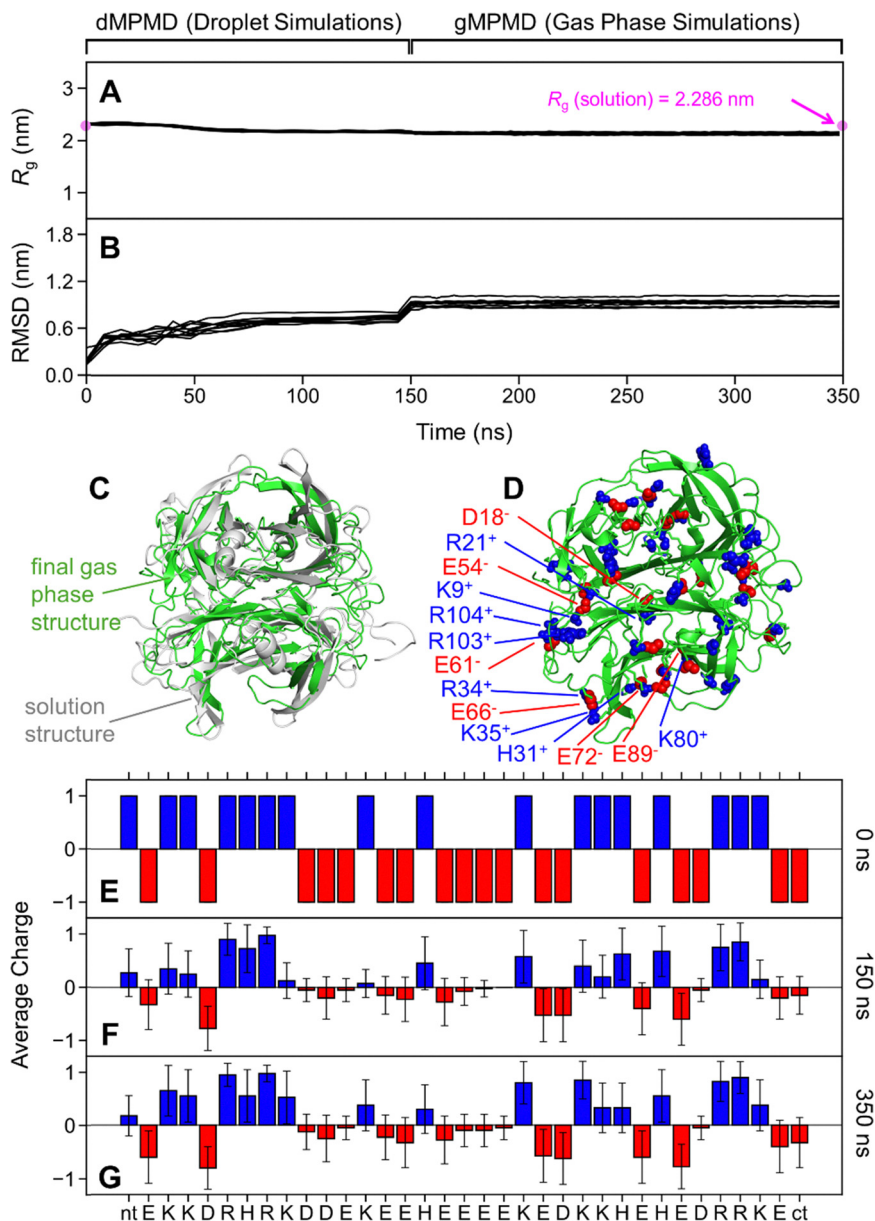 dMPMD (Droplet Simulations) gMPMD (Gas Phase Simulations)
A
3
2
1
Rg (nm)
Rg (solution) = 2.286 nm
B
1.8
1.2
0.6
0.0
RMSD (nm)
0 50 100 150 200 250 300 350
Time (ns)
C
final gas
phase
structure
solution
structure
D
D18-
R21+
E54-
K9+
R104+
R103+
E61-
R34+
E66-
K35+
H31+
E72-
E89-
K80+
Average Charge
1
0
−1
E
0 ns
1
0
−1
F
150 ns
1
0
−1
G
350 ns
nt E K K D R H R K D D E K E E H E E E E K E D K K H E H E D R R K E ct